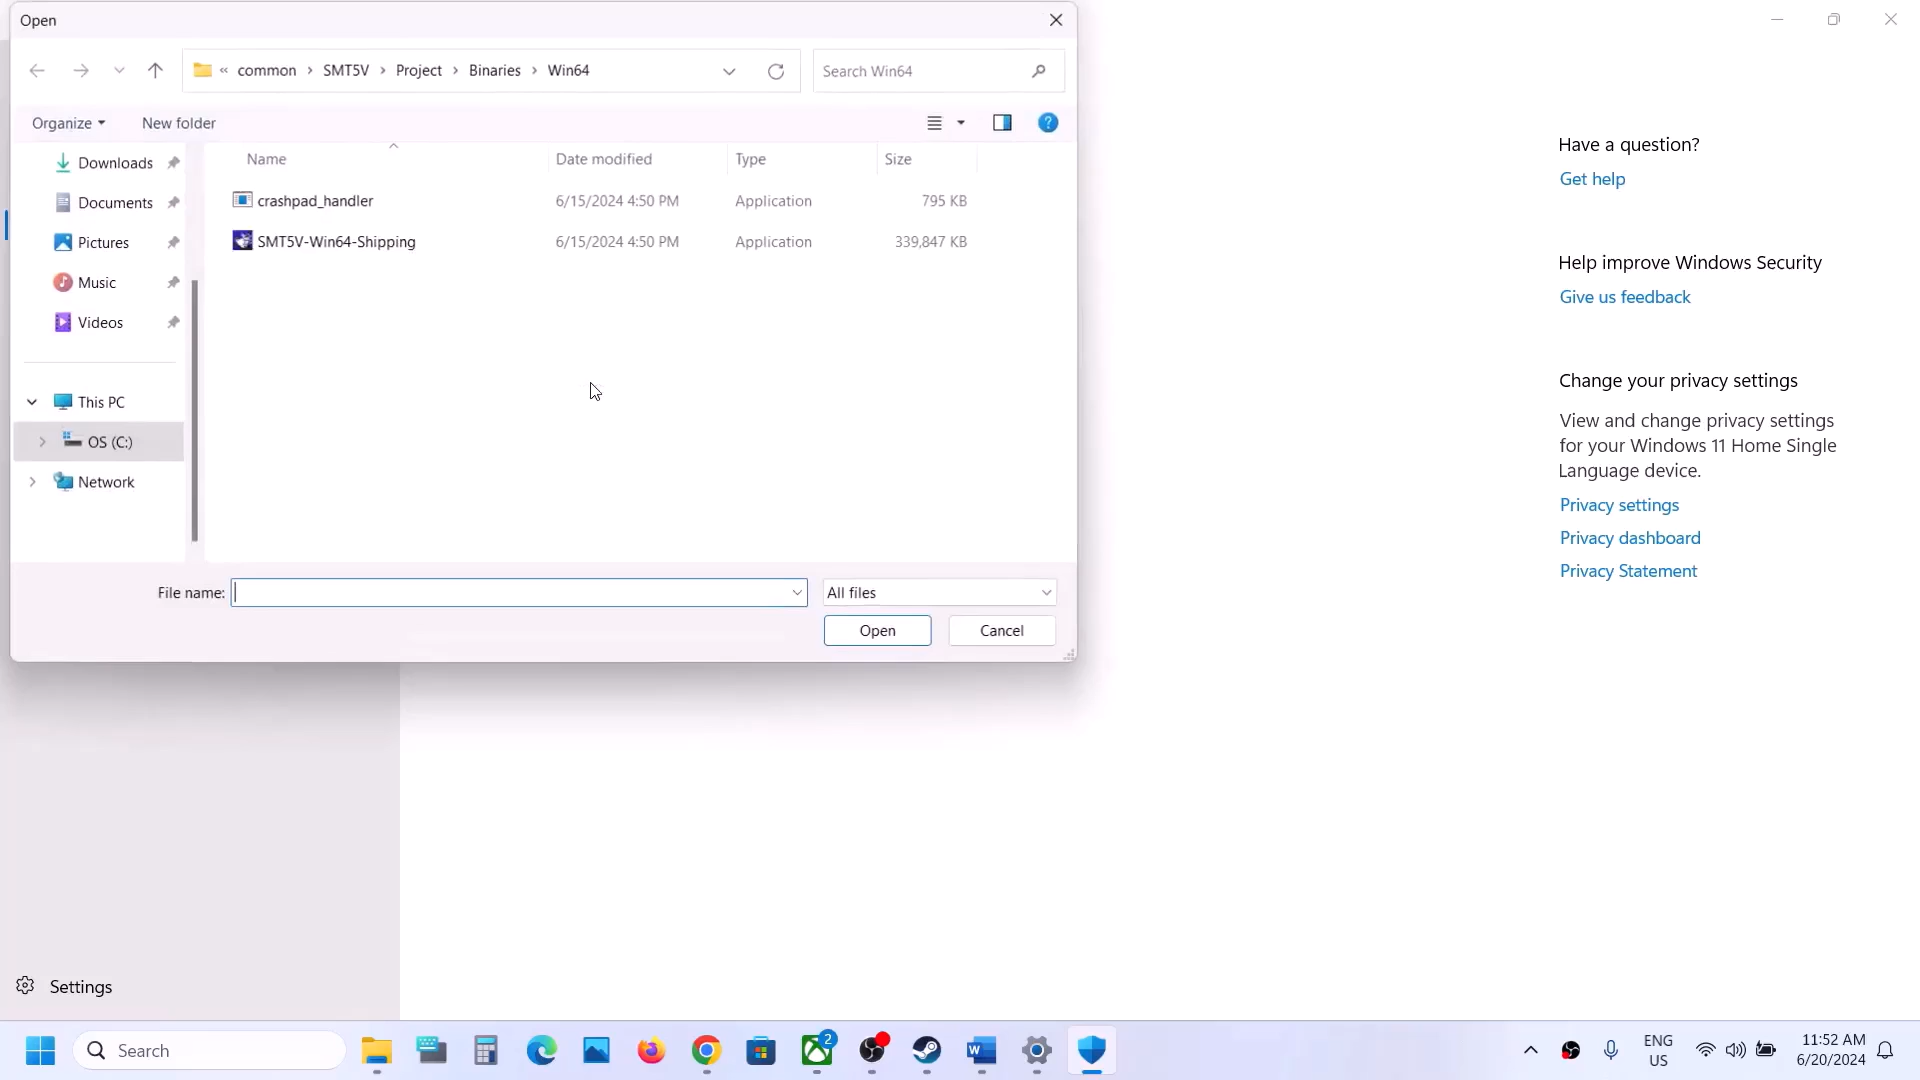 Open
« common › SMT5V › Project › Binaries › Win64
Search Win64
Organize
New folder
Name
Date modified
Type
Size
Downloads
Documents
Pictures
Music
Videos
This PC
OS (C:)
Network
crashpad_handler
6/15/2024 4:50 PM
Application
795 KB
SMT5V-Win64-Shipping
6/15/2024 4:50 PM
Application
339,847 KB
File name:
All files
Open
Cancel
Have a question?
Get help
Help improve Windows Security
Give us feedback
Change your privacy settings
View and change privacy settings
for your Windows 11 Home Single
Language device.
Privacy settings
Privacy dashboard
Privacy Statement
Settings
Search
2
ENG
US
11:52 AM
6/20/2024